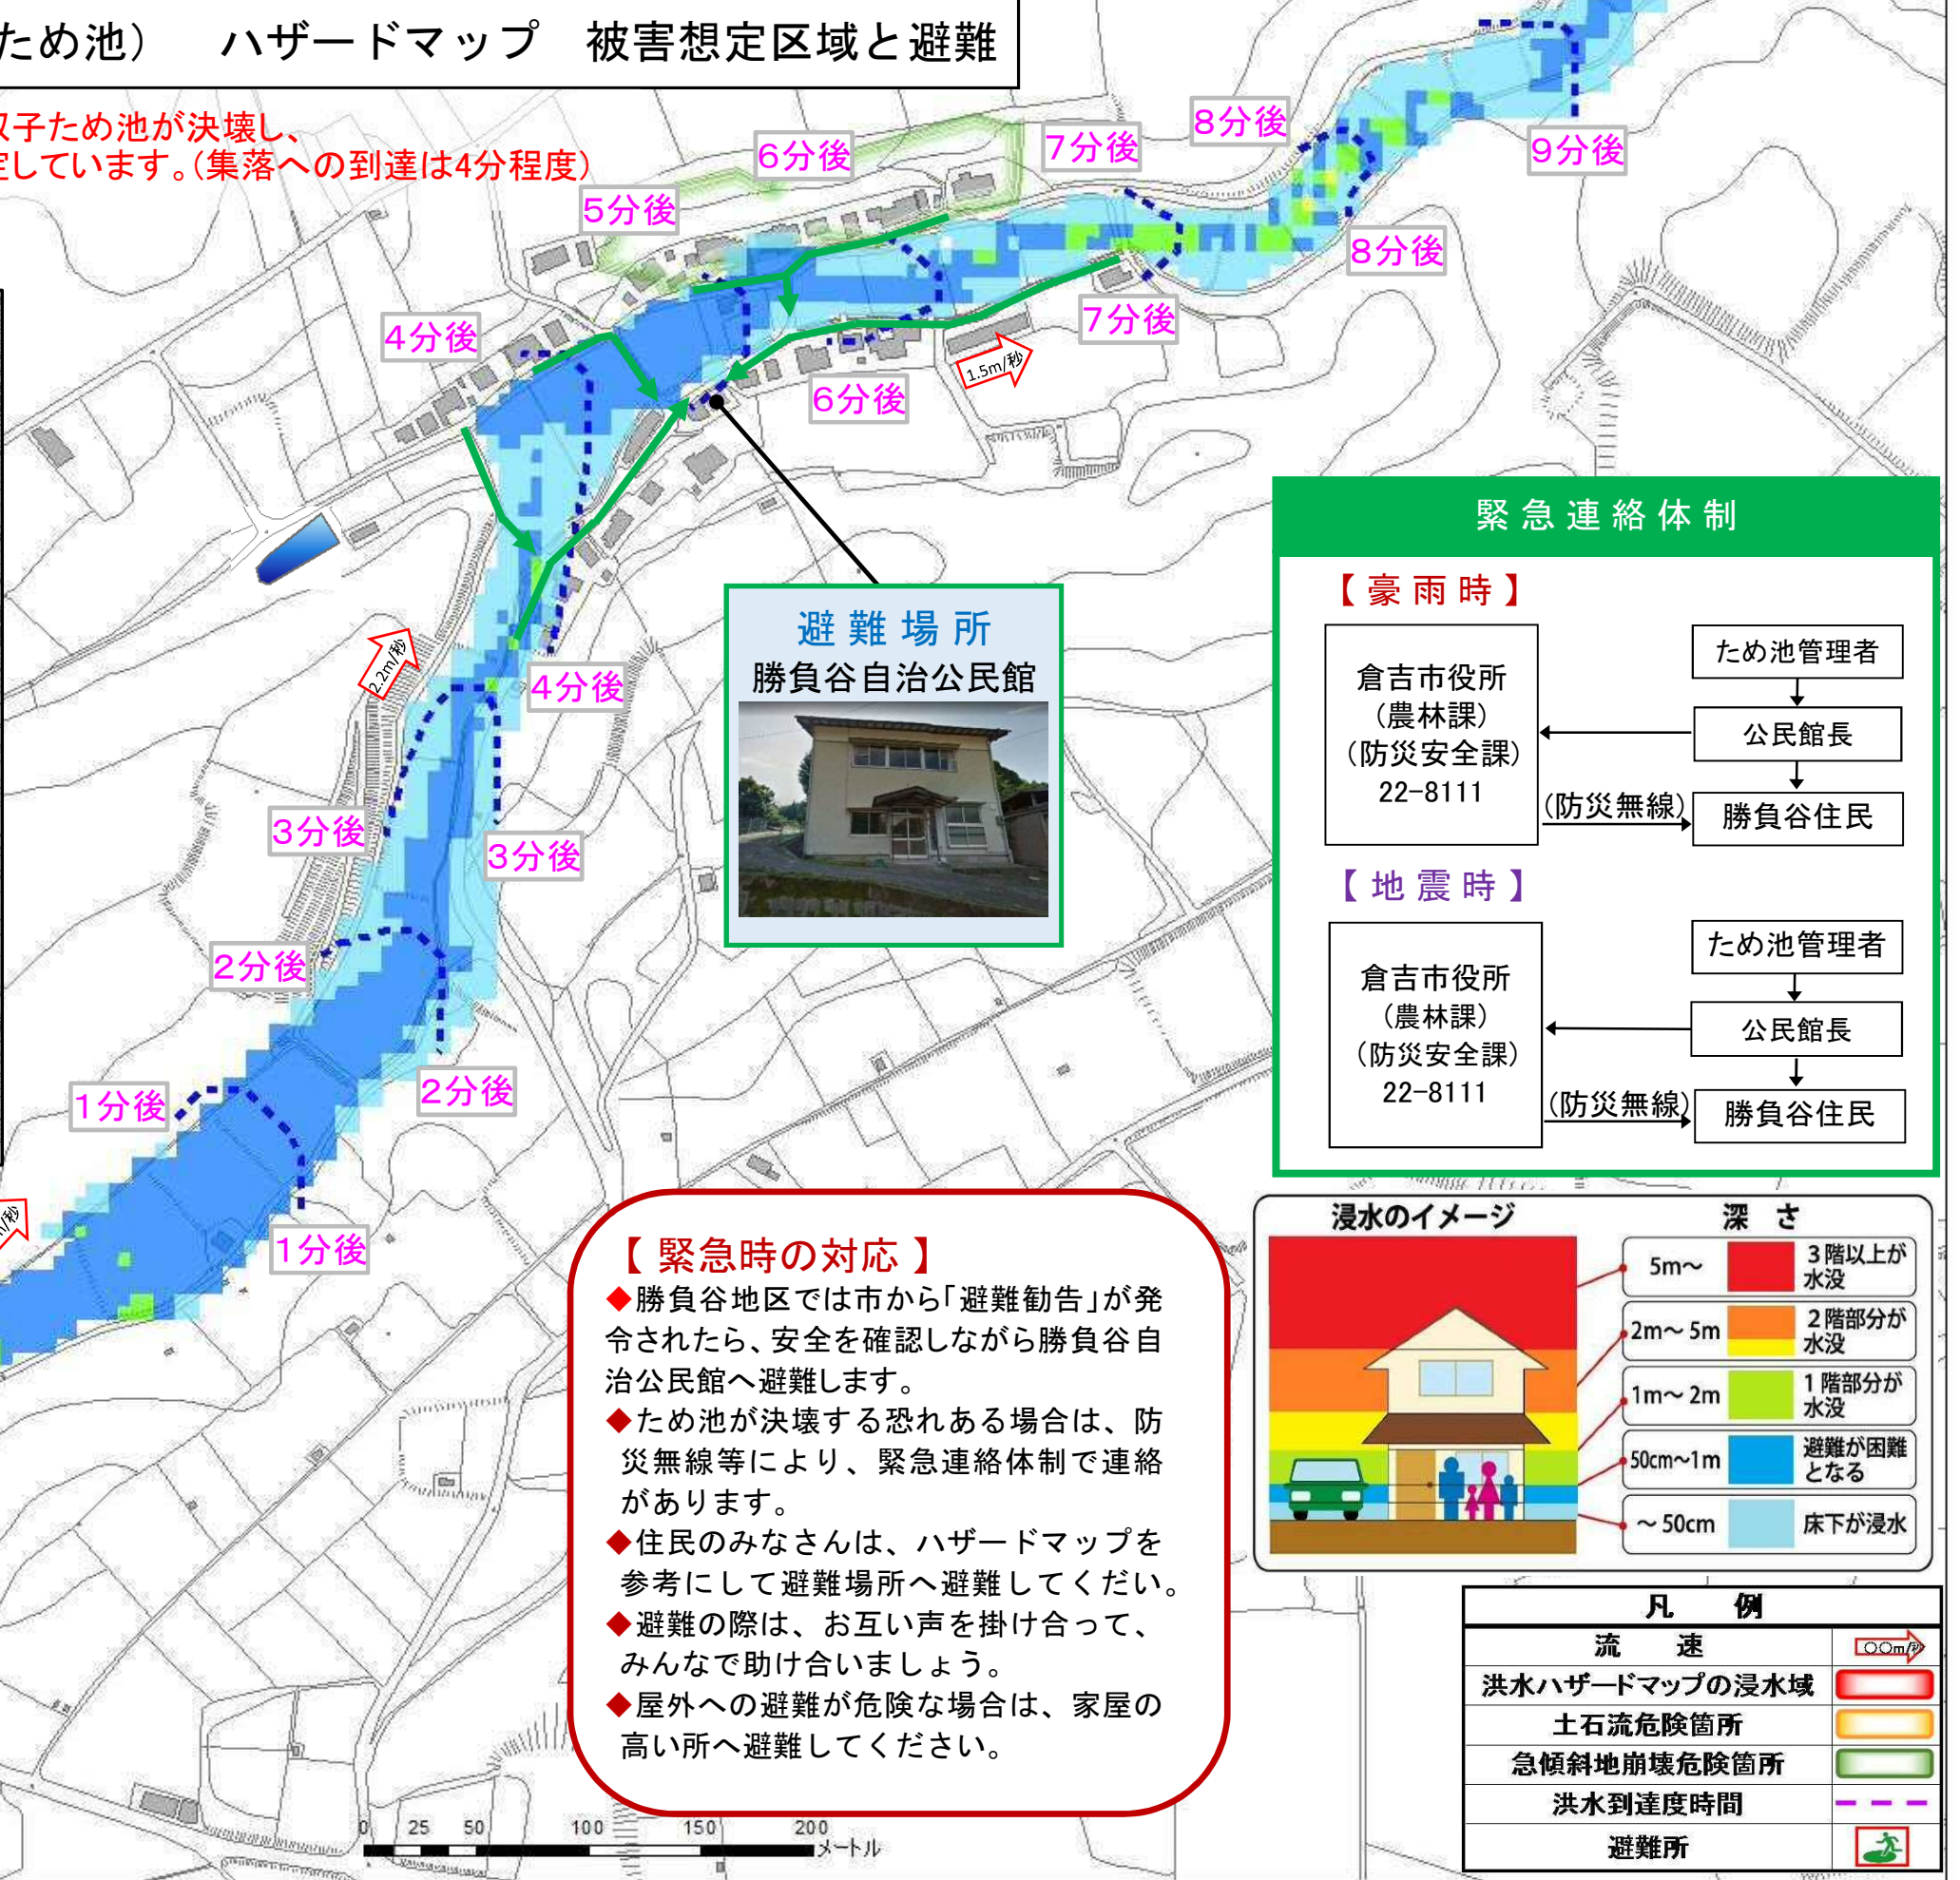 ため池)　ハザードマップ　被害想定区域と避難
子ため池が決壊し、
定しています。(集落への到達は4分程度)
9分後
8分後
8分後
7分後
7分後
6分後
6分後
5分後
4分後
4分後
3分後
3分後
2分後
2分後
1分後
1分後
1.5m/秒
2.2m/秒
避難場所
勝負谷自治公民館
緊急連絡体制
【豪雨時】
倉吉市役所
(農林課)
(防災安全課)
22-8111
ため池管理者
公民館長
(防災無線)
勝負谷住民
【地震時】
倉吉市役所
(農林課)
(防災安全課)
22-8111
ため池管理者
公民館長
(防災無線)
勝負谷住民
【緊急時の対応】
◆勝負谷地区では市から「避難勧告」が発
令されたら、安全を確認しながら勝負谷自
治公民館へ避難します。
◆ため池が決壊する恐れある場合は、防
災無線等により、緊急連絡体制で連絡
があります。
◆住民のみなさんは、ハザードマップを
参考にして避難場所へ避難してくだい。
◆避難の際は、お互い声を掛け合って、
みんなで助け合いましょう。
◆屋外への避難が危険な場合は、家屋の
高い所へ避難してください。
浸水のイメージ　深さ
5m～ 3階以上が
水没
2m～5m 2階部分が
水没
1m～2m 1階部分が
水没
50cm～1m 避難が困難
となる
～50cm 床下が浸水
凡例
流速 〇〇m/秒
洪水ハザードマップの浸水域
土石流危険箇所
急傾斜地崩壊危険箇所
洪水到達度時間
避難所
0 25 50 100 150 200
メートル